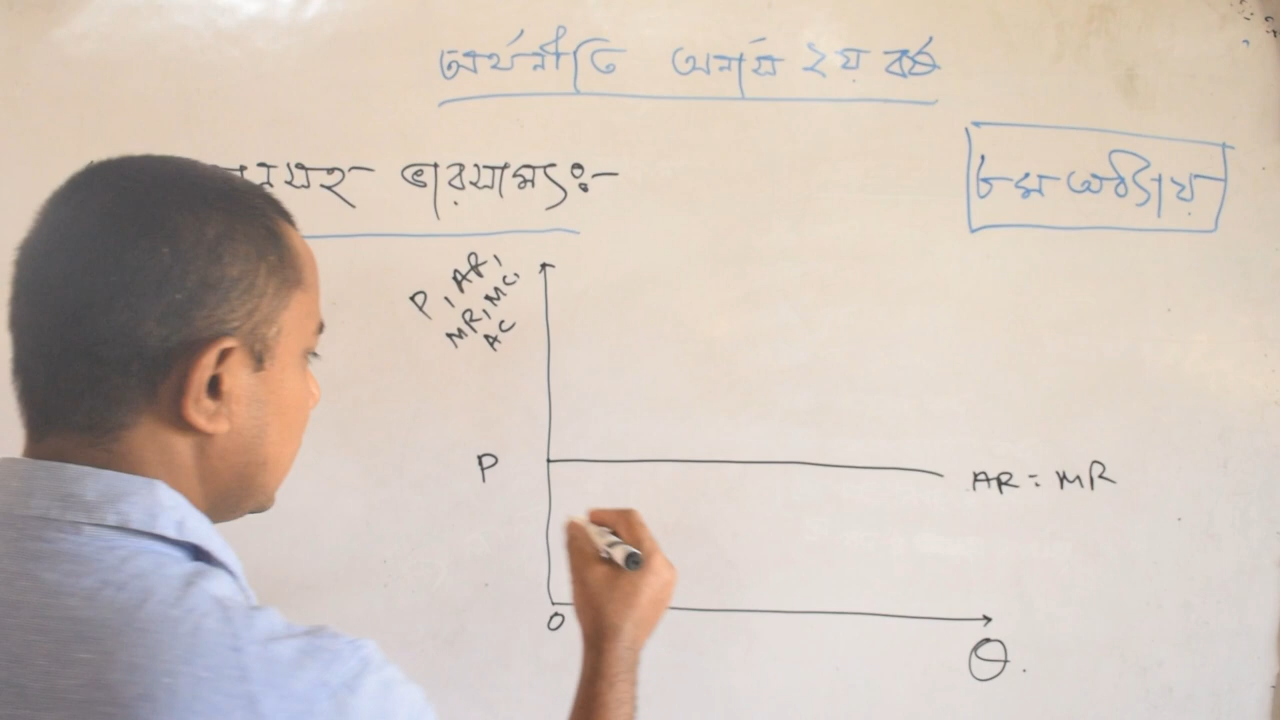 অর্থনীতি অনার্স ২য় বর্ষ
৮ম অধ্যায়
ভারসাম্যঃ-
P, AR,
MR, MC,
AC
P
AR = MR
O
Q.